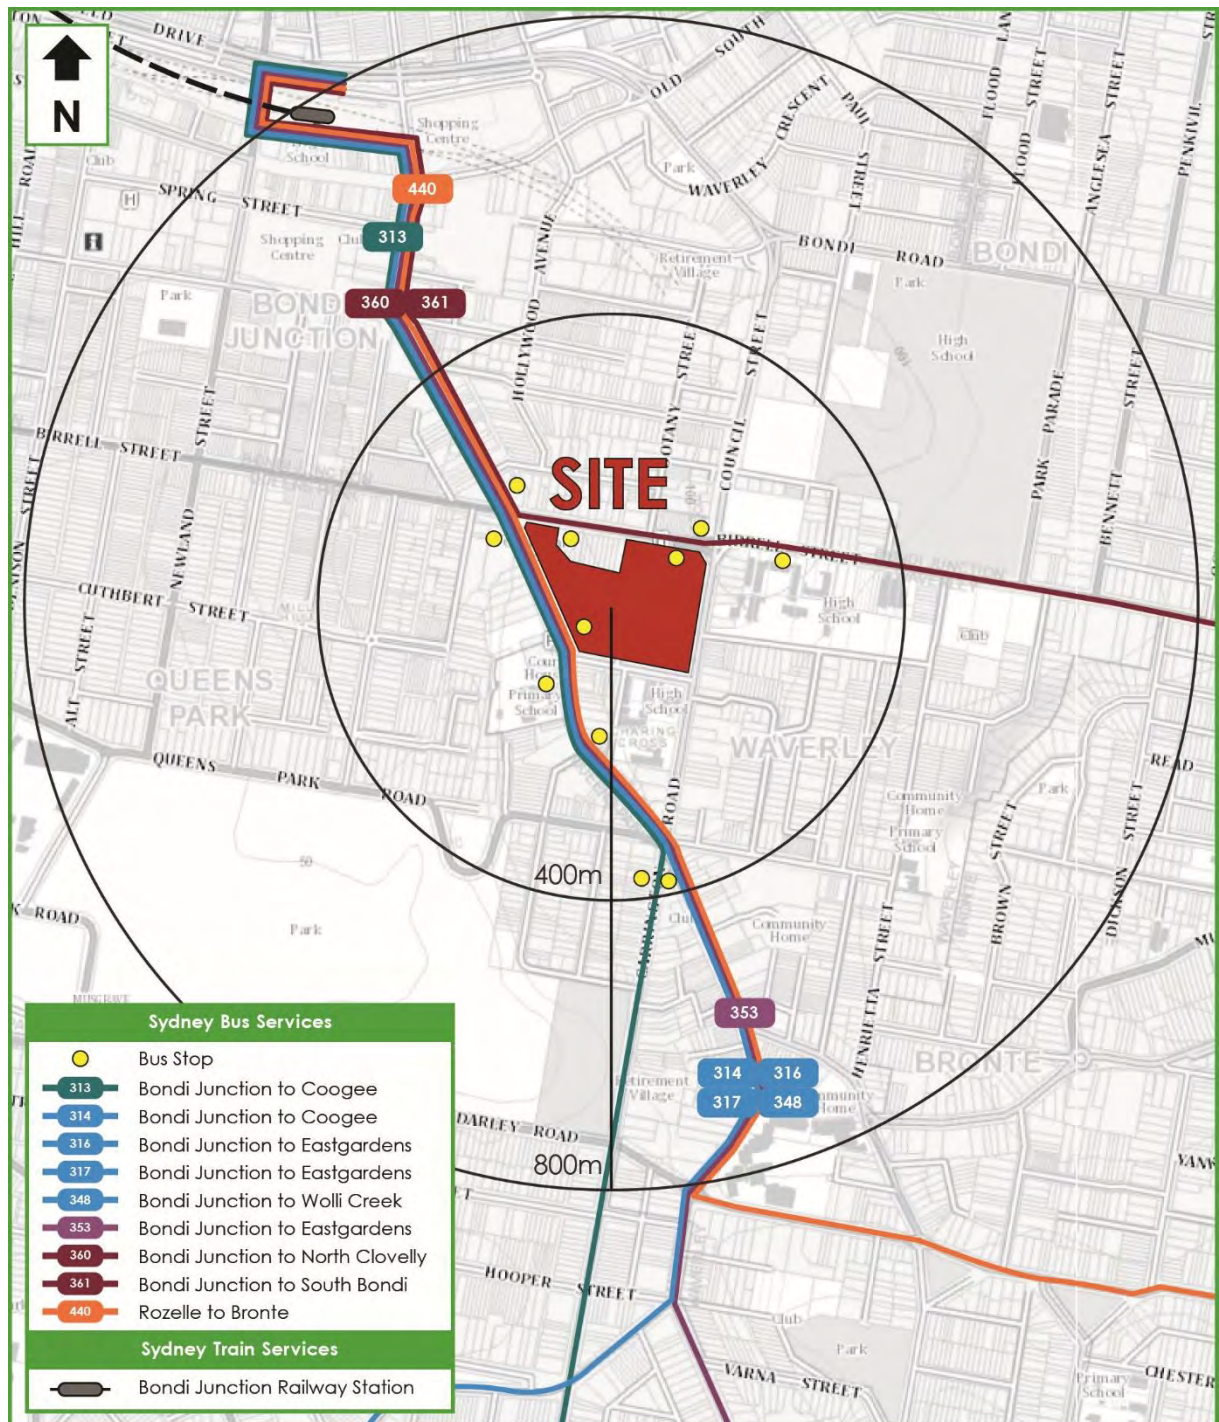 DRIVE
OLD SOUTH
N
Shopping
Centre
School
Club
H
440
SPRING STREET
313
Shopping
Centre
360
361
Park
BONDI
JUNCTION
HOLLYWOOD AVENUE
Park
WAVERLEY CRESCENT
PAUL
STREET
FLOOD LAN
FLOOD STREET
ANGLESEA STREET
PENKIVIL
BONDI ROAD
BONDI
Retirement
Village
Park
High
School
COUNCIL STREET
PARK PARADE
BENNETT STREET
BIRRELL STREET
NEWLAND STREET
SITE
BIRRELL STREET
CUTHBERT STREET
ALT STREET
High
School
Club
QUEENS
PARK
Primary
School
High
School
CHARING
CROSS
WAVERLEY
QUEENS PARK ROAD
ROAD
READ
Park
Community
Home
Primary
School
BROWN STREET
DICKSON STREET
50
400m
Park
Club
Community
Home
HENRIETTA STREET
353
BRONTE
314
316
317
348
Village
DARLEY ROAD
800m
HOOPER STREET
Club
Park
VARNA STREET
Primary
School
CHESTER
Sydney Bus Services
Bus Stop
313 Bondi Junction to Coogee
314 Bondi Junction to Coogee
316 Bondi Junction to Eastgardens
317 Bondi Junction to Eastgardens
348 Bondi Junction to Wolli Creek
353 Bondi Junction to Eastgardens
360 Bondi Junction to North Clovelly
361 Bondi Junction to South Bondi
440 Rozelle to Bronte
Sydney Train Services
Bondi Junction Railway Station